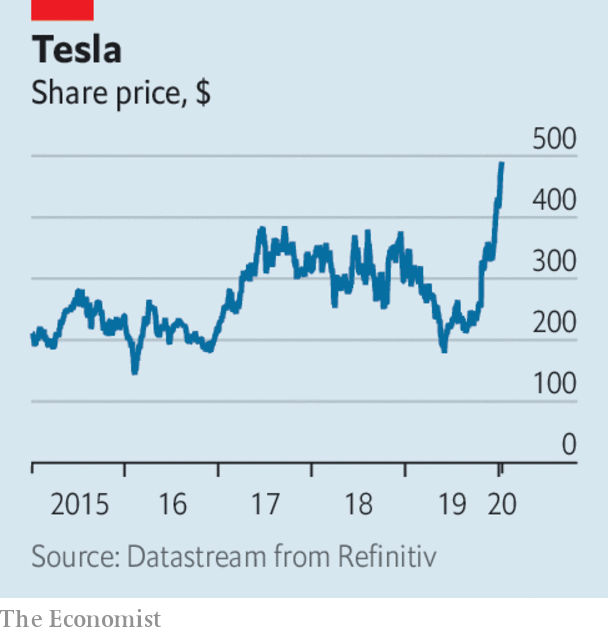 Tesla
Share price, $
500
400
300
200
100
0
2015 16 17 18 19 20
Source: Datastream from Refinitiv
The Economist